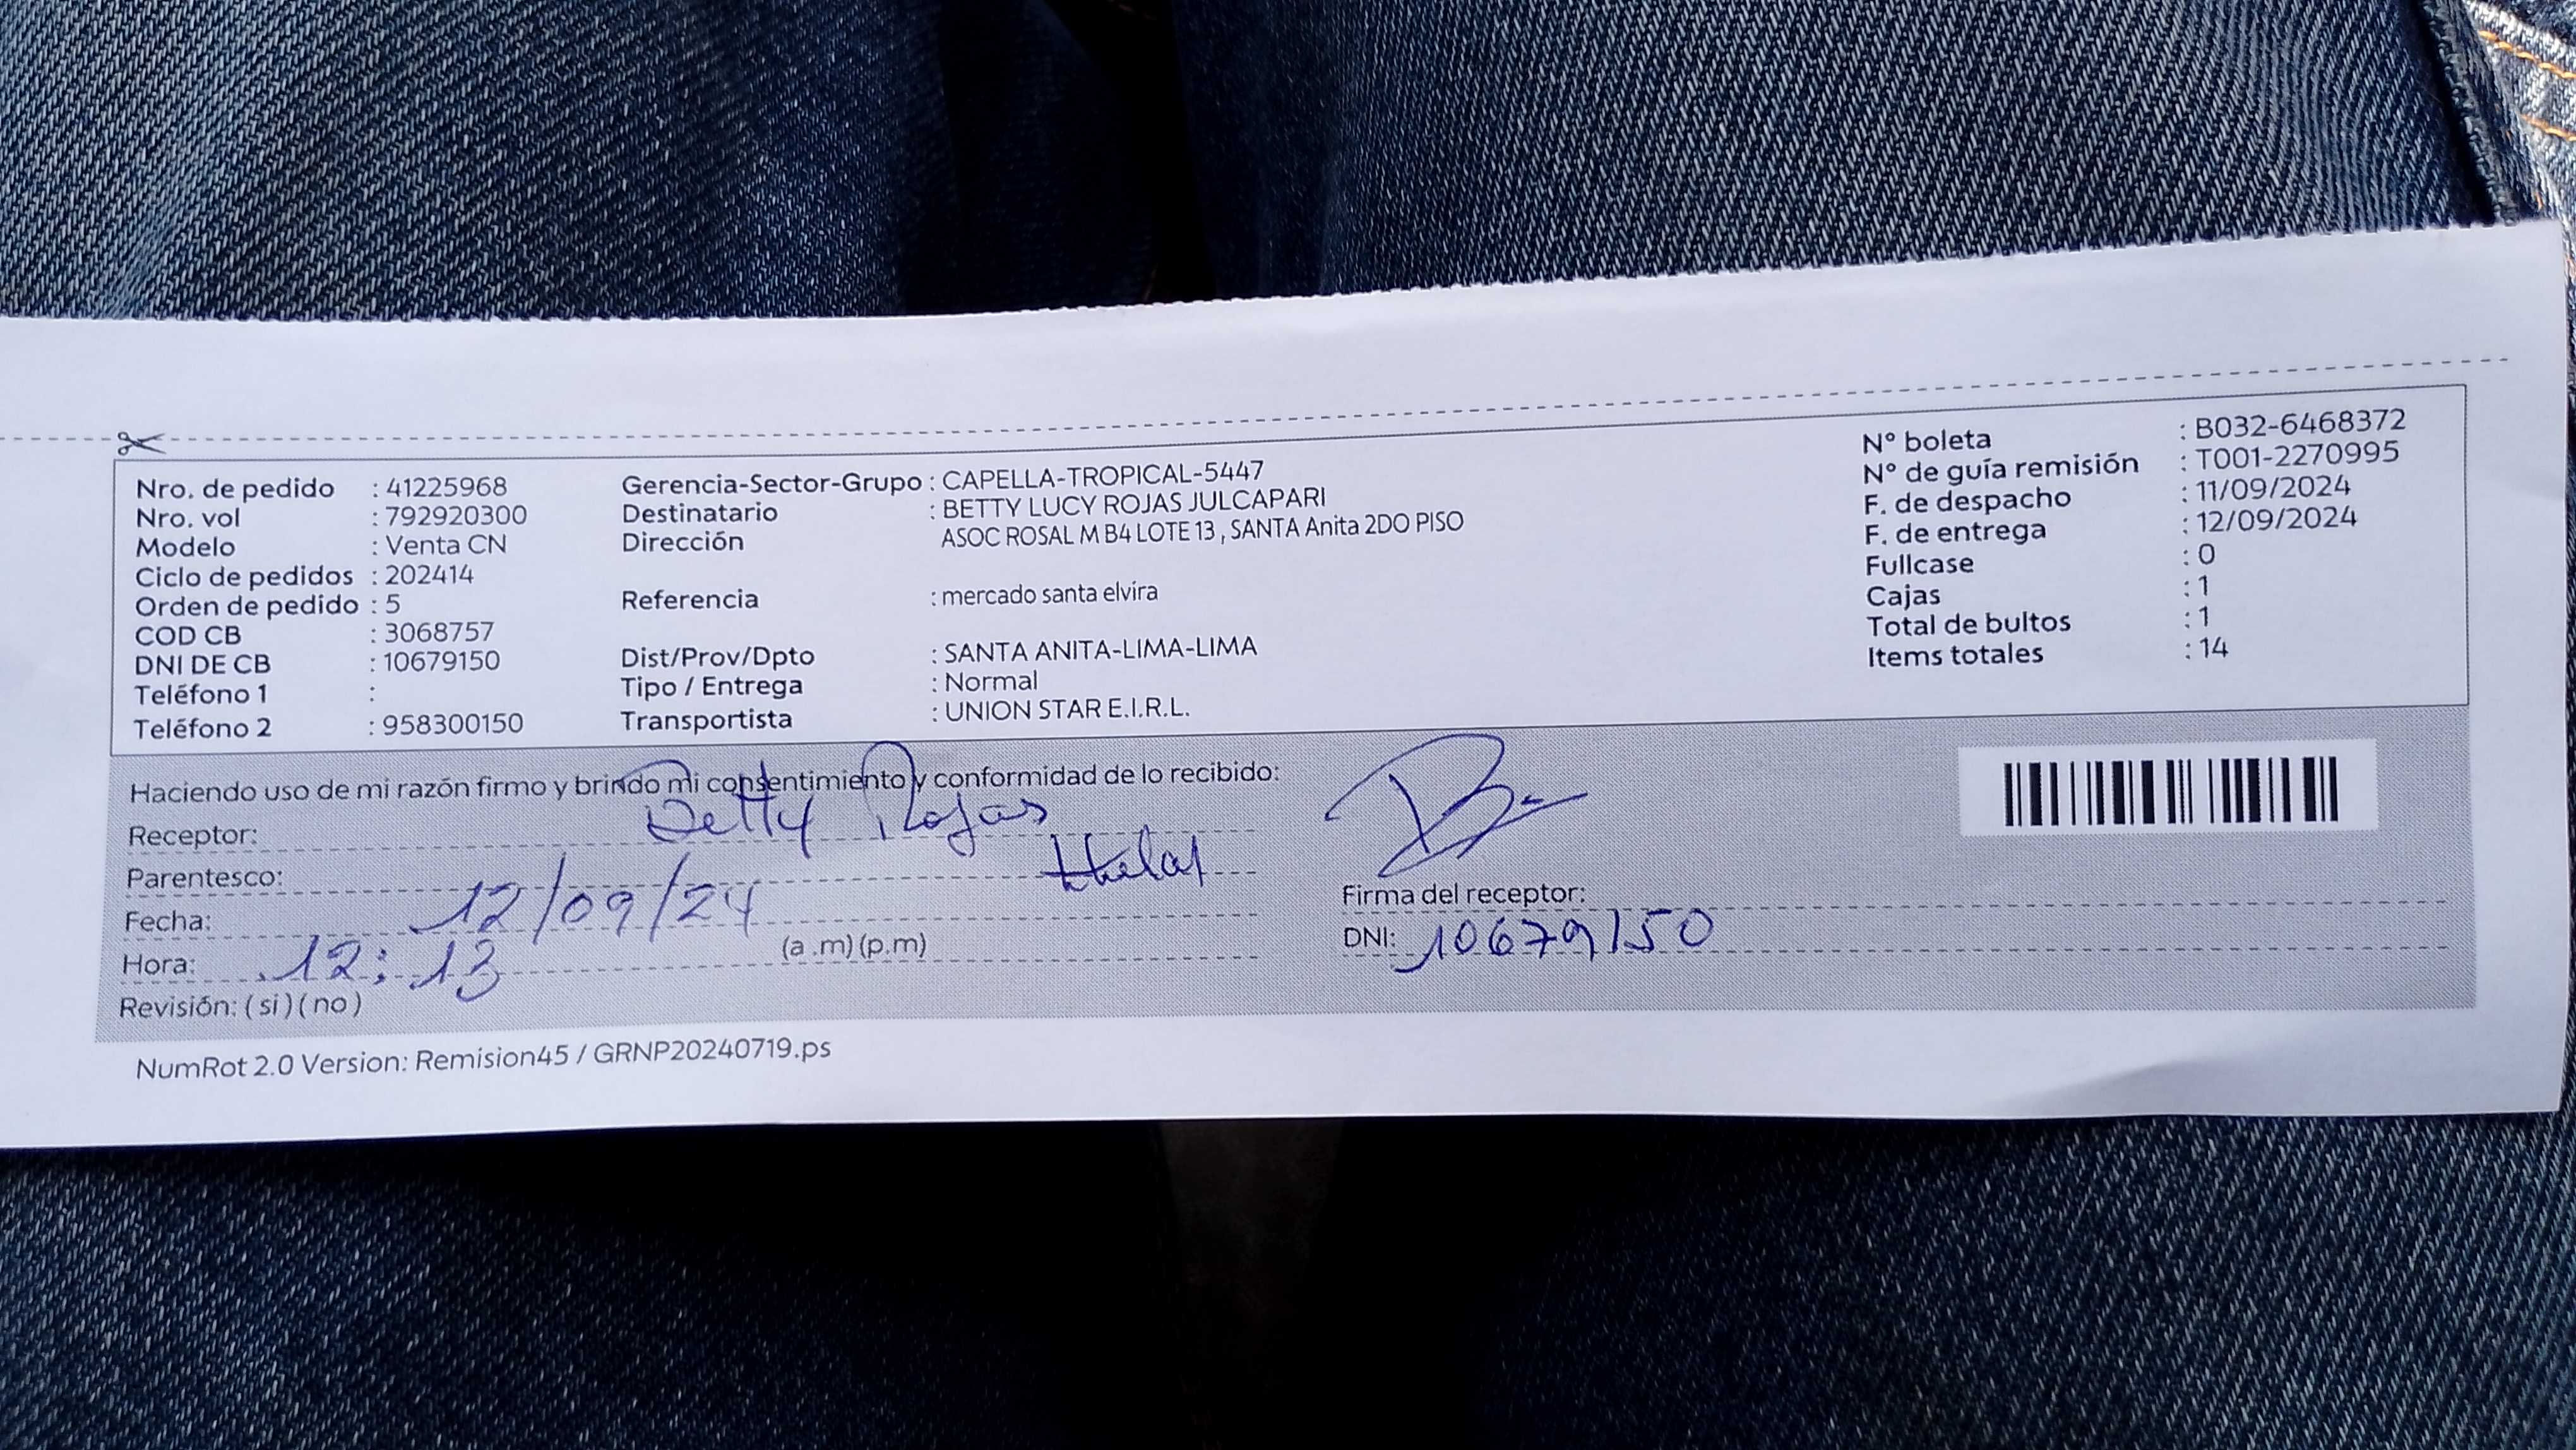 Nro. de pedido : 41225968
Nro. vol : 792920300
Modelo : Venta CN
Ciclo de pedidos : 202414
Orden de pedido : 5
COD CB : 3068757
DNI DE CB : 10679150
Teléfono 1 :
Teléfono 2 : 958300150
Gerencia-Sector-Grupo : CAPELLA-TROPICAL-5447
Destinatario : BETTY LUCY ROJAS JULCAPARI
Dirección ASOC ROSAL M B4 LOTE 13 , SANTA Anita 2DO PISO
Referencia : mercado santa elvira
Dist/Prov/Dpto : SANTA ANITA-LIMA-LIMA
Tipo / Entrega : Normal
Transportista : UNION STAR E.I.R.L.
N° boleta : B032-6468372
N° de guía remisión : T001-2270995
F. de despacho : 11/09/2024
F. de entrega : 12/09/2024
Fullcase : 0
Cajas : 1
Total de bultos : 1
Items totales : 14
Haciendo uso de mi razón firmo y brindo mi consentimiento y conformidad de lo recibido:
Receptor: Betty Rojas
Parentesco:
Fecha: 12/09/24
Hora: 12:13 (a .m) (p.m)
Revisión: ( si ) ( no )
Firma del receptor:
DNI: 10679150
NumRot 2.0 Version: Remision45 / GRNP20240719.ps